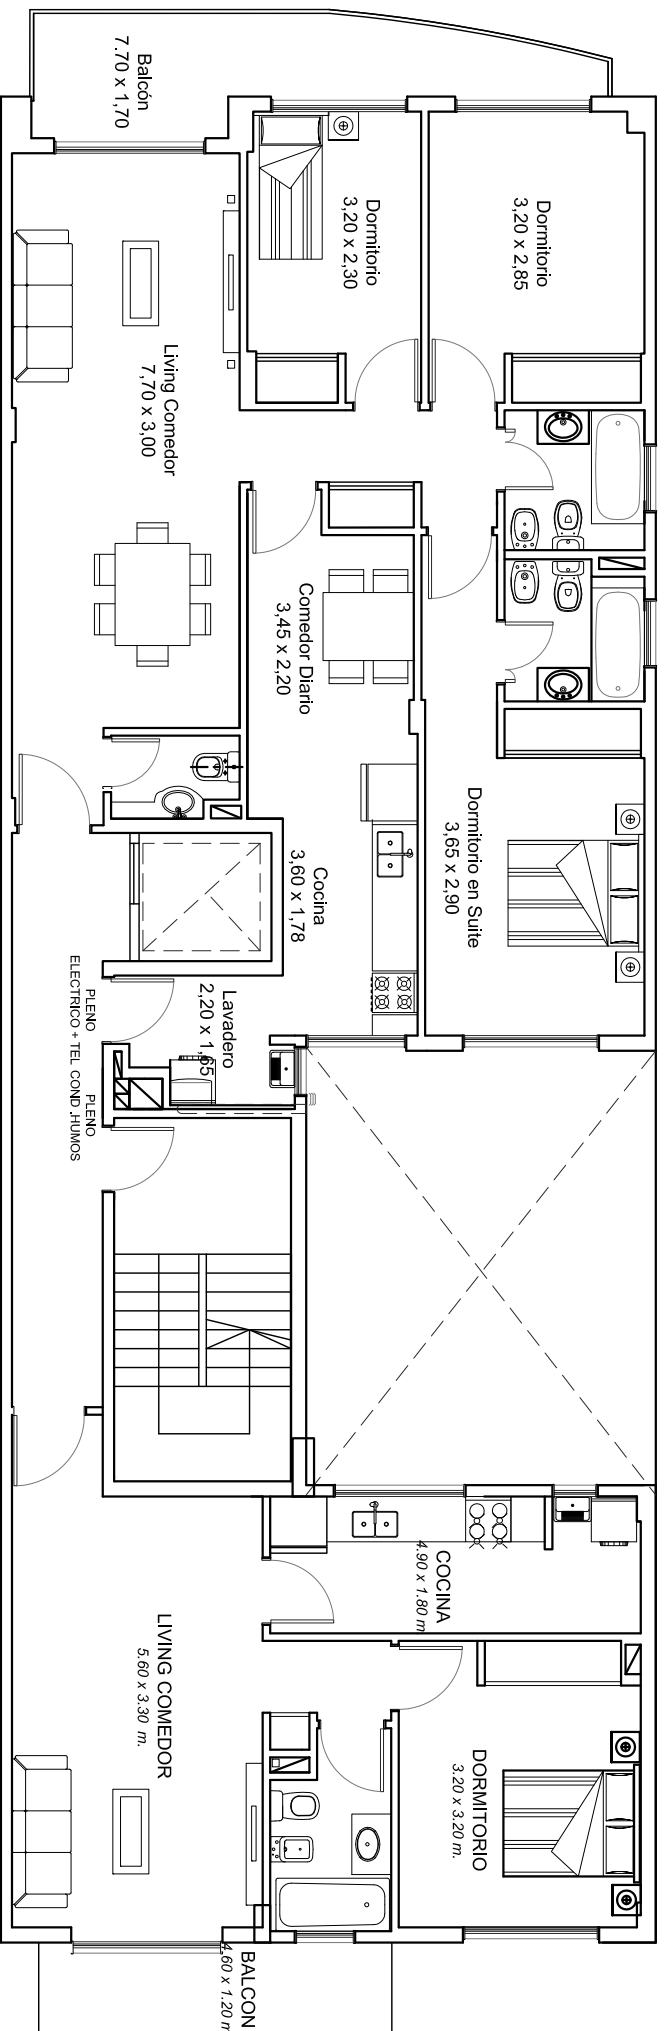 Balcón
7.70 x 1,70
Dormitorio
3,20 x 2,30
Dormitorio
3,20 x 2,85
Living Comedor
7,70 x 3,00
Comedor Diario
3,45 x 2,20
Dormitorio en Suite
3,65 x 2,90
Cocina
3,60 x 1,78
Lavadero
2,20 x 1,65
PLENO
ELECTRICO + TEL
PLENO
COND .HUMOS
COCINA
4.90 x 1.80 m
LIVING COMEDOR
5.60 x 3.30 m.
DORMITORIO
3.20 x 3.20 m.
BALCON
4.60 x 1.20 m